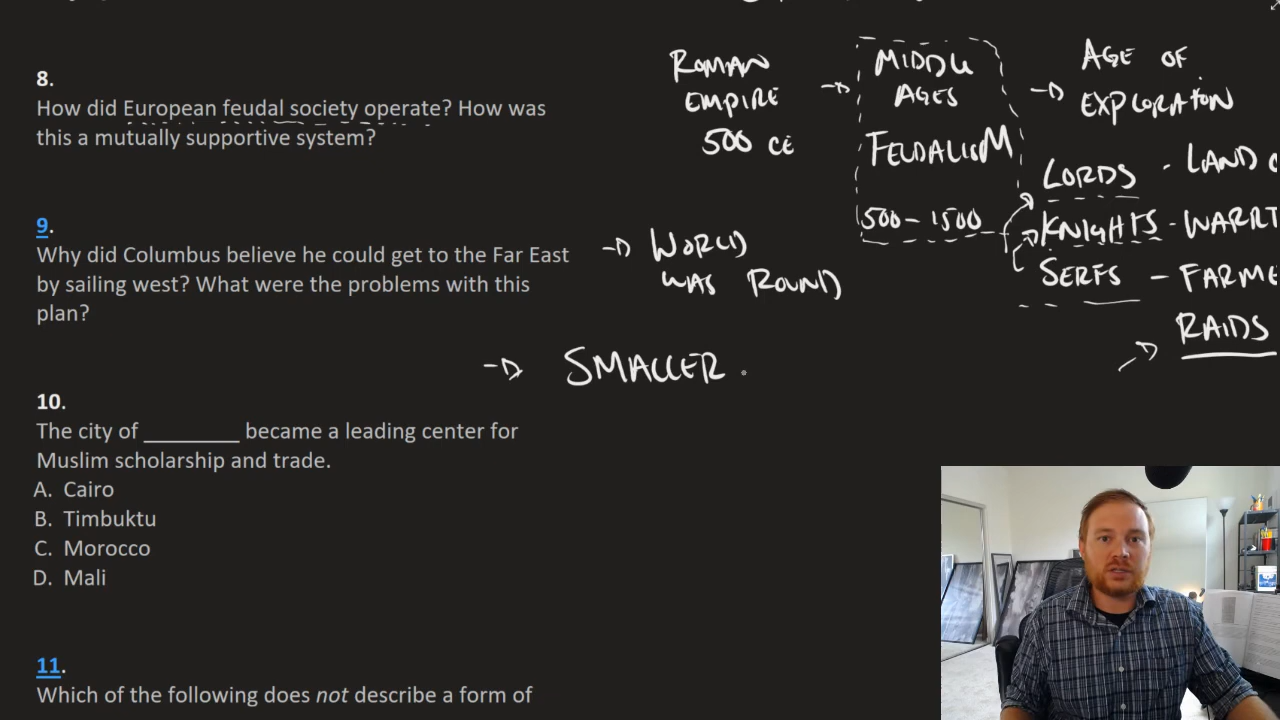 8.
How did European feudal society operate? How was
this a mutually supportive system?
9.
Why did Columbus believe he could get to the Far East
by sailing west? What were the problems with this
plan?
10.
The city of ________ became a leading center for
Muslim scholarship and trade.
A. Cairo
B. Timbuktu
C. Morocco
D. Mali
11.
Which of the following does not describe a form of
ROMAN
EMPIRE
500 CE
MIDDLE
AGES
FEUDALISM
500-1500
AGE OF
EXPLORATION
LORDS - LAND
KNIGHTS - WARRI
SERFS - FARME
RAIDS
WORLD
WAS ROUND
SMALLER